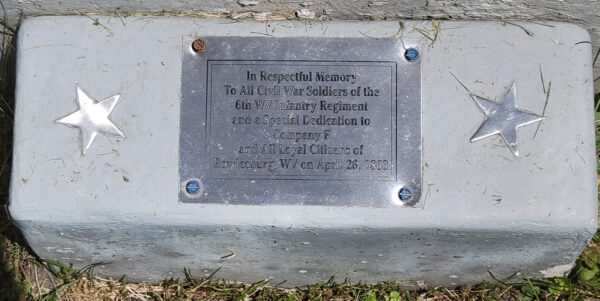 In Respectful Memory
To All Civil War Soldiers of the
6th WV Infantry Regiment
and a Special Dedication to
Company F
and All Loyal Citizens of
Rowlesburg, WV on April 26, 1863